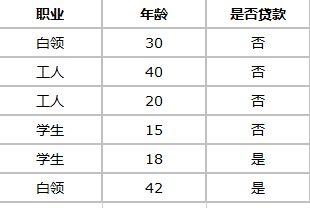 职业 年龄 是否贷款
白领 30 否
工人 40 否
工人 20 否
学生 15 否
学生 18 是
白领 42 是